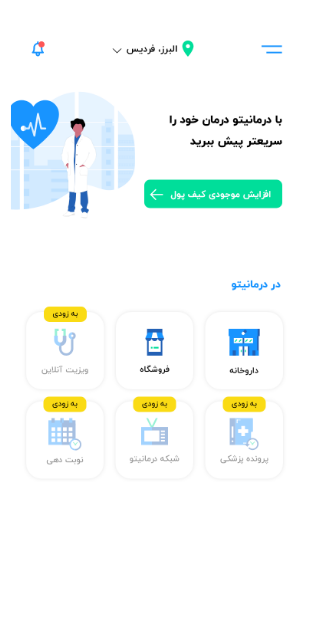 البرز، فردیس
با درمانیتو درمان خود را
سریعتر پیش ببرید
افزایش موجودی کیف پول
در درمانیتو
داروخانه
فروشگاه
به زودی
ویزیت آنلاین
به زودی
پرونده پزشکی
به زودی
شبکه درمانیتو
به زودی
نوبت دهی